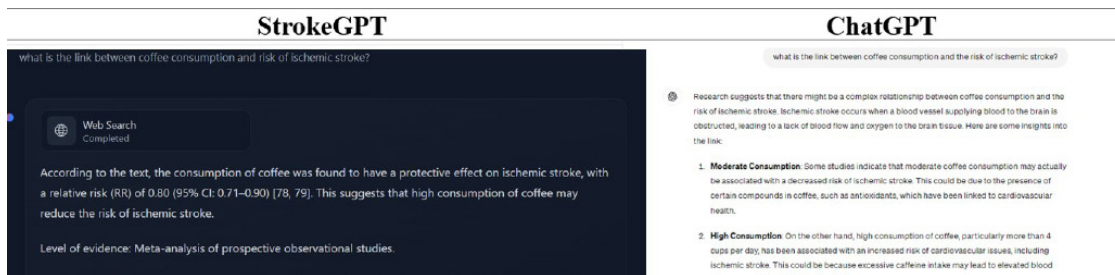 StrokeGPT
what is the link between coffee consumption and risk of ischemic stroke?
Web Search
Completed
According to the text, the consumption of coffee was found to have a protective effect on ischemic stroke, with
a relative risk (RR) of 0.80 (95% CI: 0.71–0.90) [78, 79]. This suggests that high consumption of coffee may
reduce the risk of ischemic stroke.
Level of evidence: Meta-analysis of prospective observational studies.
ChatGPT
what is the link between coffee consumption and the risk of ischemic stroke?
Research suggests that there might be a complex relationship between coffee consumption and the
risk of ischemic stroke. Ischemic stroke occurs when a blood vessel supplying blood to the brain is
obstructed, leading to a lack of blood flow and oxygen to the brain tissue. Here are some insights into
the link:
1. Moderate Consumption: Some studies indicate that moderate coffee consumption may actually
be associated with a decreased risk of ischemic stroke. This could be due to the presence of
certain compounds in coffee, such as antioxidants, which have been linked to cardiovascular
health.
2. High Consumption: On the other hand, high consumption of coffee, particularly more than 4
cups per day, has been associated with an increased risk of cardiovascular issues, including
ischemic stroke. This could be because excessive caffeine intake may lead to elevated blood